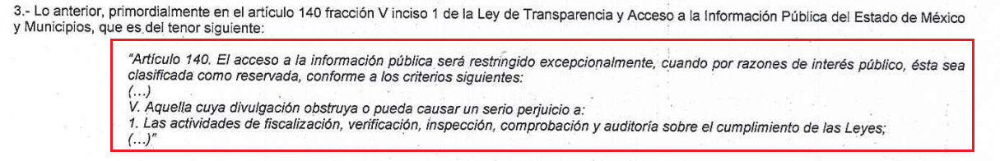 3.- Lo anterior, primordialmente en el artículo 140 fracción V inciso 1 de la Ley de Transparencia y Acceso a la Información Pública del Estado de México
y Municipios, que es del tenor siguiente:
"Artículo 140. El acceso a la información pública será restringido excepcionalmente, cuando por razones de interés público, ésta sea
clasificada como reservada, conforme a los criterios siguientes:
(...)
V. Aquella cuya divulgación obstruya o pueda causar un serio perjuicio a:
1. Las actividades de fiscalización, verificación, inspección, comprobación y auditoría sobre el cumplimiento de las Leyes;
(...)"